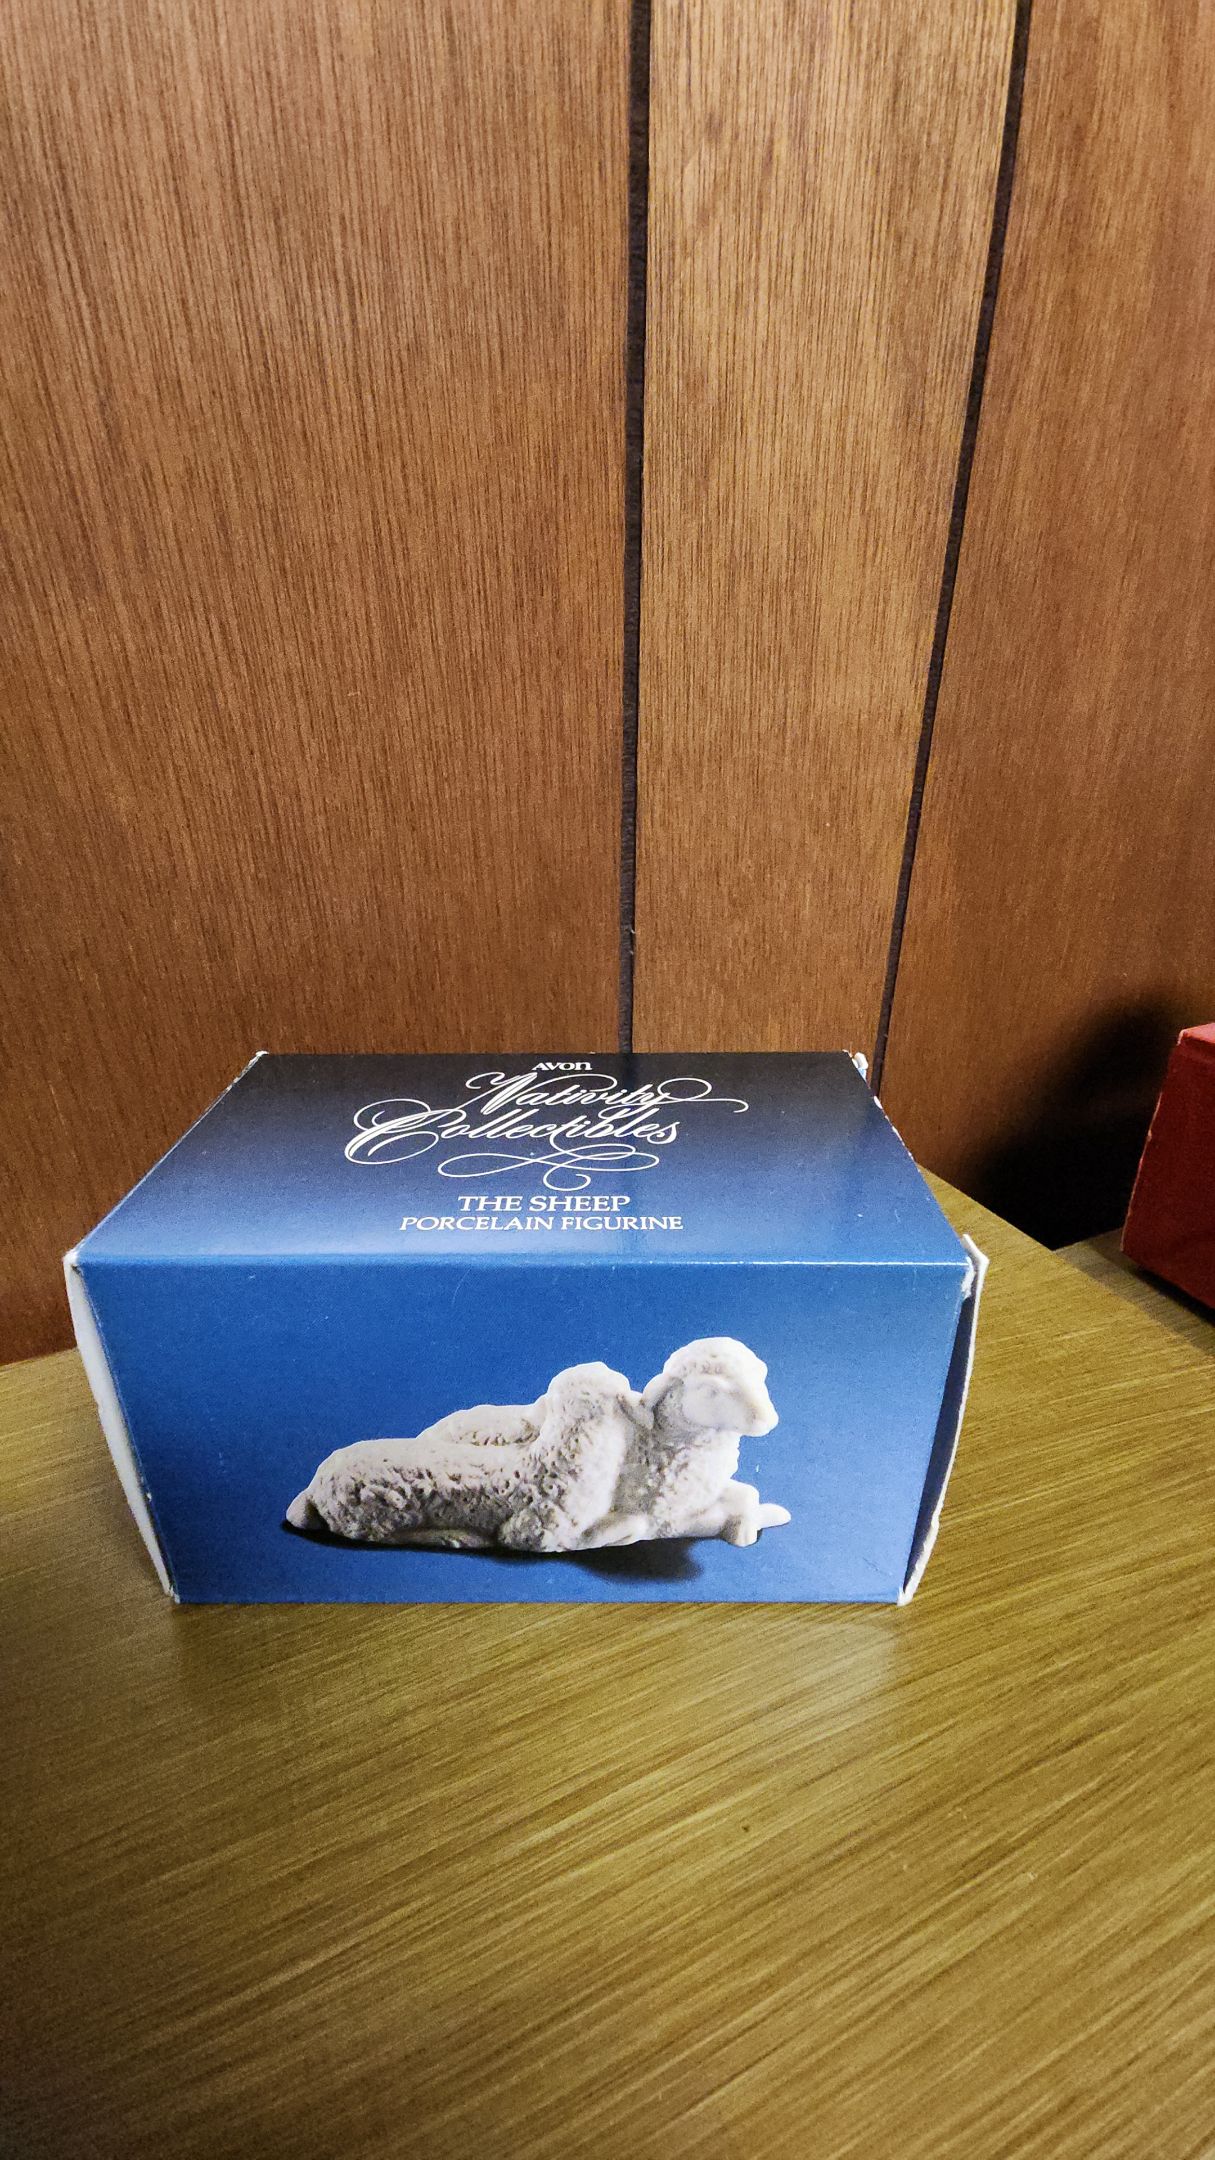 AVON
Nativity
Collectibles
THE SHEEP
PORCELAIN FIGURINE